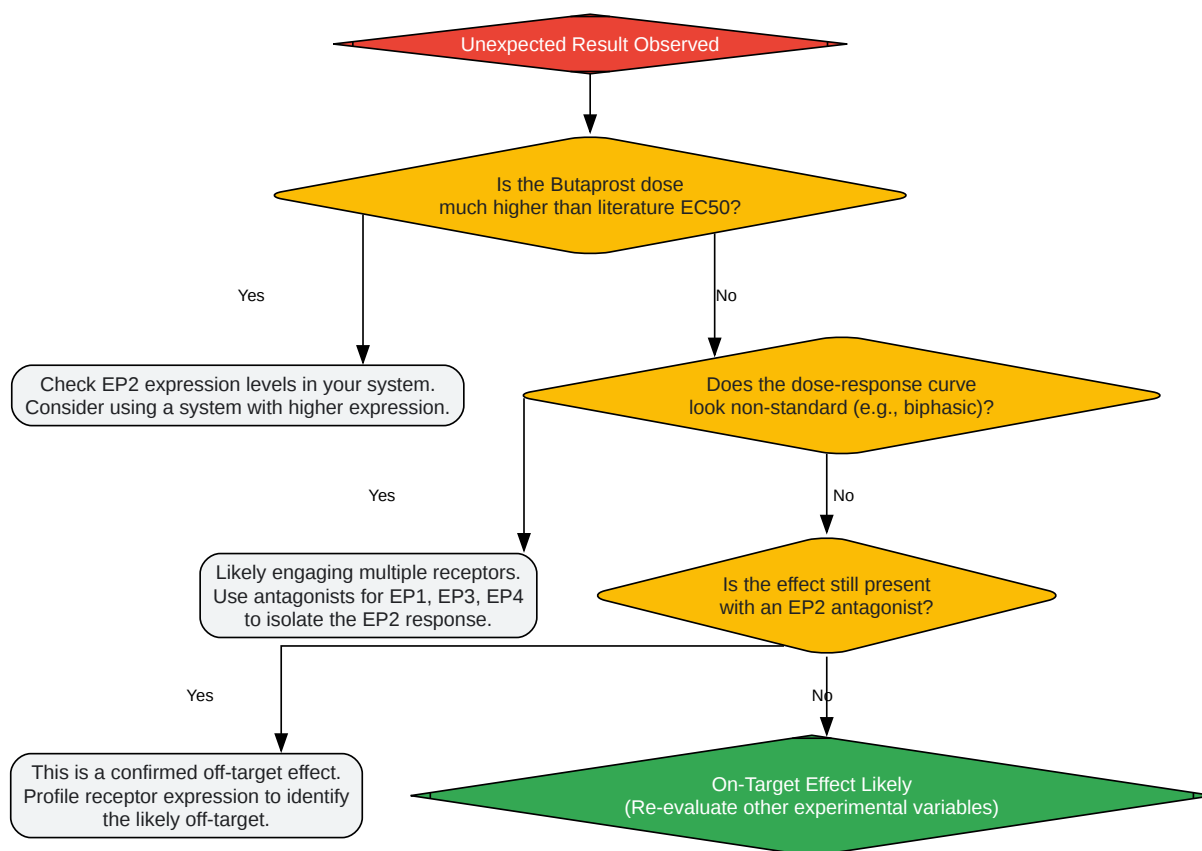 Unexpected Result Observed
Is the Butaprost dose
much higher than literature EC50?
Yes
No
Check EP2 expression levels in your system.
Consider using a system with higher expression.
Does the dose-response curve
look non-standard (e.g., biphasic)?
Yes
No
Likely engaging multiple receptors.
Use antagonists for EP1, EP3, EP4
to isolate the EP2 response.
Is the effect still present
with an EP2 antagonist?
Yes
No
This is a confirmed off-target effect.
Profile receptor expression to identify
the likely off-target.
On-Target Effect Likely
(Re-evaluate other experimental variables)